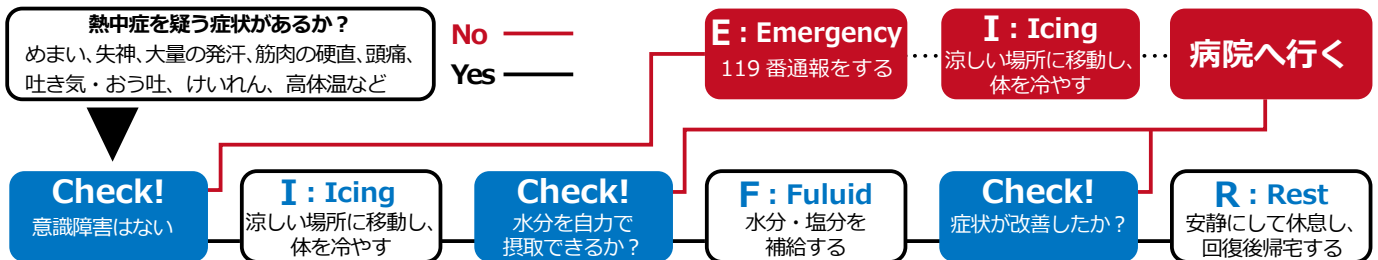 熱中症を疑う症状があるか？
めまい、失神、大量の発汗、筋肉の硬直、頭痛、
吐き気・おう吐、けいれん、高体温など
No
Yes
E：Emergency
119 番通報をする
I：Icing
涼しい場所に移動し、
体を冷やす
病院へ行く
Check!
意識障害はない
I：Icing
涼しい場所に移動し、
体を冷やす
Check!
水分を自力で
摂取できるか？
F：Fuluid
水分・塩分を
補給する
Check!
症状が改善したか？
R：Rest
安静にして休息し、
回復後帰宅する